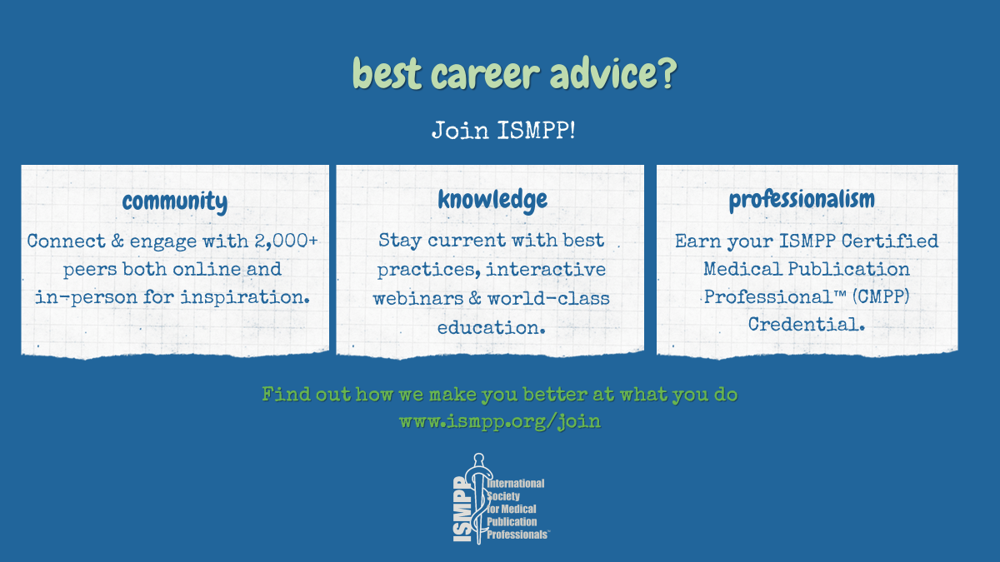 best career advice?
Join ISMPP!
community
Connect & engage with 2,000+
peers both online and
in-person for inspiration.
knowledge
Stay current with best
practices, interactive
webinars & world-class
education.
professionalism
Earn your ISMPP Certified
Medical Publication
Professional™ (CMPP)
Credential.
Find out how we make you better at what you do
www.ismpp.org/join
ISMPP
International
Society
for Medical
Publication
Professionals™